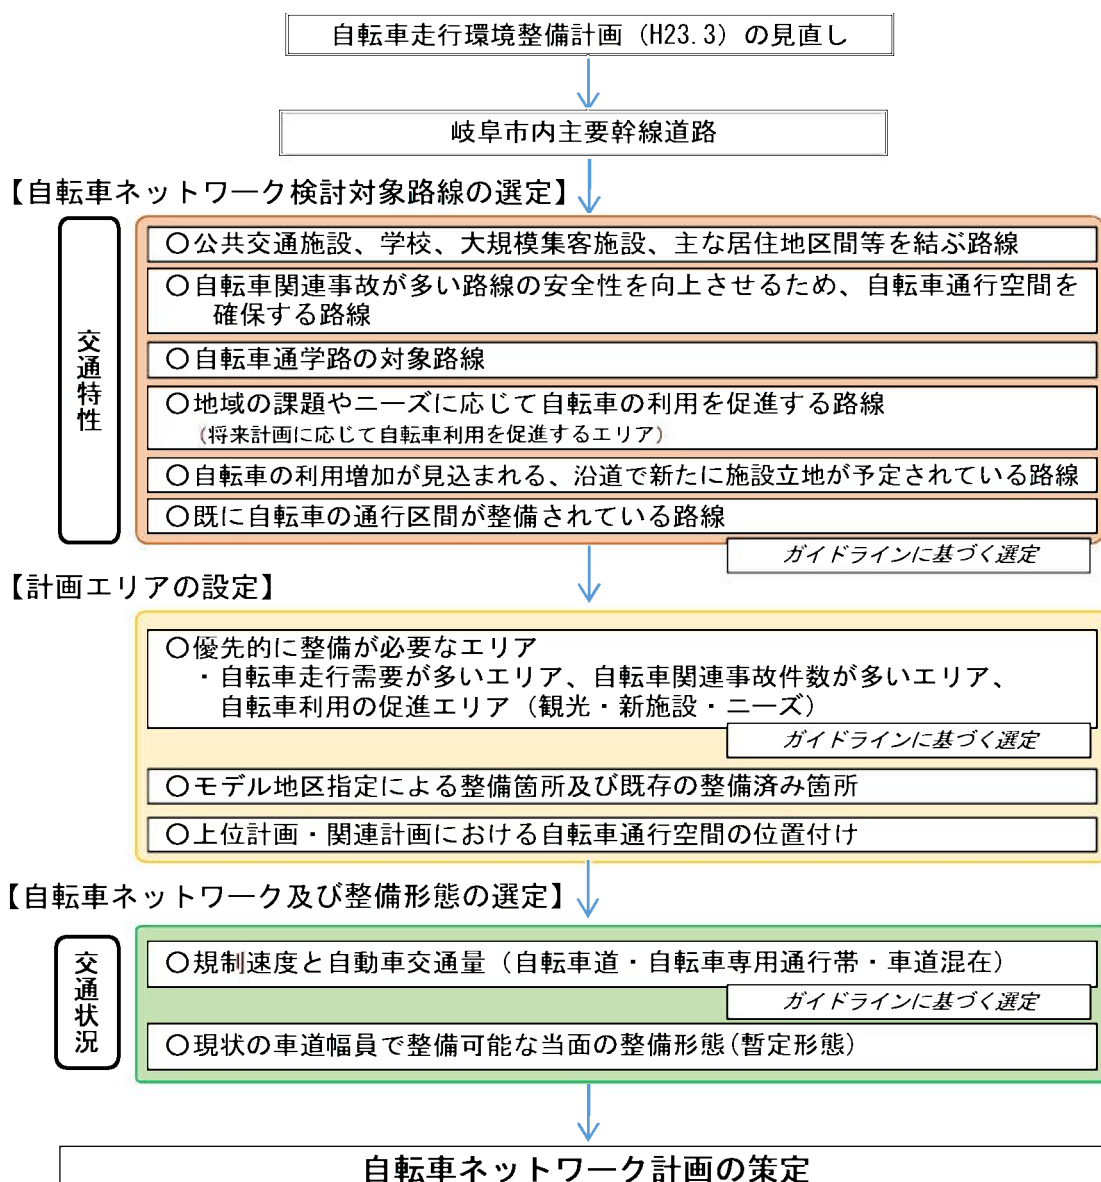 自転車走行環境整備計画（H23.3）の見直し
岐阜市内主要幹線道路
【自転車ネットワーク検討対象路線の選定】
交通特性
○公共交通施設、学校、大規模集客施設、主な居住地区間等を結ぶ路線
○自転車関連事故が多い路線の安全性を向上させるため、自転車通行空間を
確保する路線
○自転車通学路の対象路線
○地域の課題やニーズに応じて自転車の利用を促進する路線
(将来計画に応じて自転車利用を促進するエリア)
○自転車の利用増加が見込まれる、沿道で新たに施設立地が予定されている路線
○既に自転車の通行区間が整備されている路線
ガイドラインに基づく選定
【計画エリアの設定】
○優先的に整備が必要なエリア
・自転車走行需要が多いエリア、自転車関連事故件数が多いエリア、
自転車利用の促進エリア（観光・新施設・ニーズ）
ガイドラインに基づく選定
○モデル地区指定による整備箇所及び既存の整備済み箇所
○上位計画・関連計画における自転車通行空間の位置付け
【自転車ネットワーク及び整備形態の選定】
交通状況
○規制速度と自動車交通量（自転車道・自転車専用通行帯・車道混在）
ガイドラインに基づく選定
○現状の車道幅員で整備可能な当面の整備形態(暫定形態)
自転車ネットワーク計画の策定